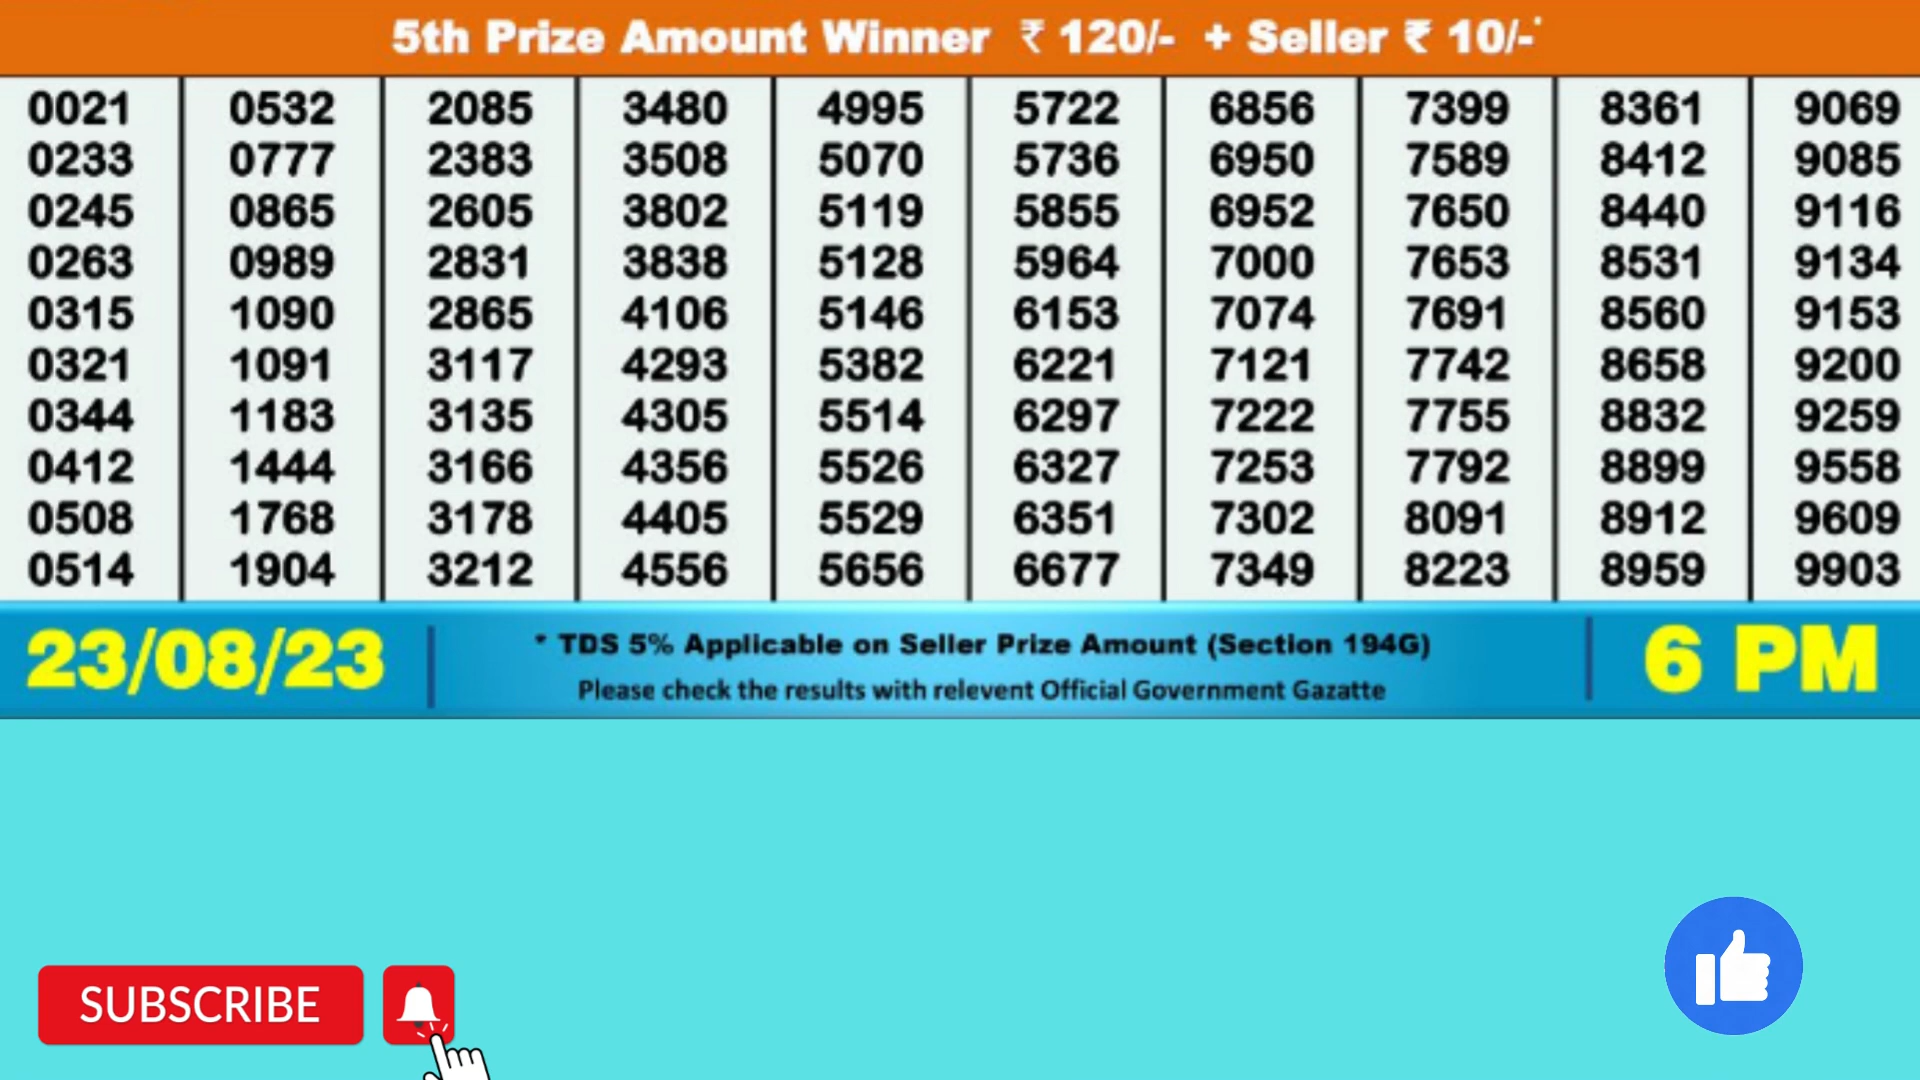 5th Prize Amount Winner ₹ 120/- + Seller ₹ 10/-*
0021 0532 2085 3480 4995 5722 6856 7399 8361 9069
0233 0777 2383 3508 5070 5736 6950 7589 8412 9085
0245 0865 2605 3802 5119 5855 6952 7650 8440 9116
0263 0989 2831 3838 5128 5964 7000 7653 8531 9134
0315 1090 2865 4106 5146 6153 7074 7691 8560 9153
0321 1091 3117 4293 5382 6221 7121 7742 8658 9200
0344 1183 3135 4305 5514 6297 7222 7755 8832 9259
0412 1444 3166 4356 5526 6327 7253 7792 8899 9558
0508 1768 3178 4405 5529 6351 7302 8091 8912 9609
0514 1904 3212 4556 5656 6677 7349 8223 8959 9903
23/08/23
* TDS 5% Applicable on Seller Prize Amount (Section 194G)
Please check the results with relevent Official Government Gazatte
6 PM
SUBSCRIBE